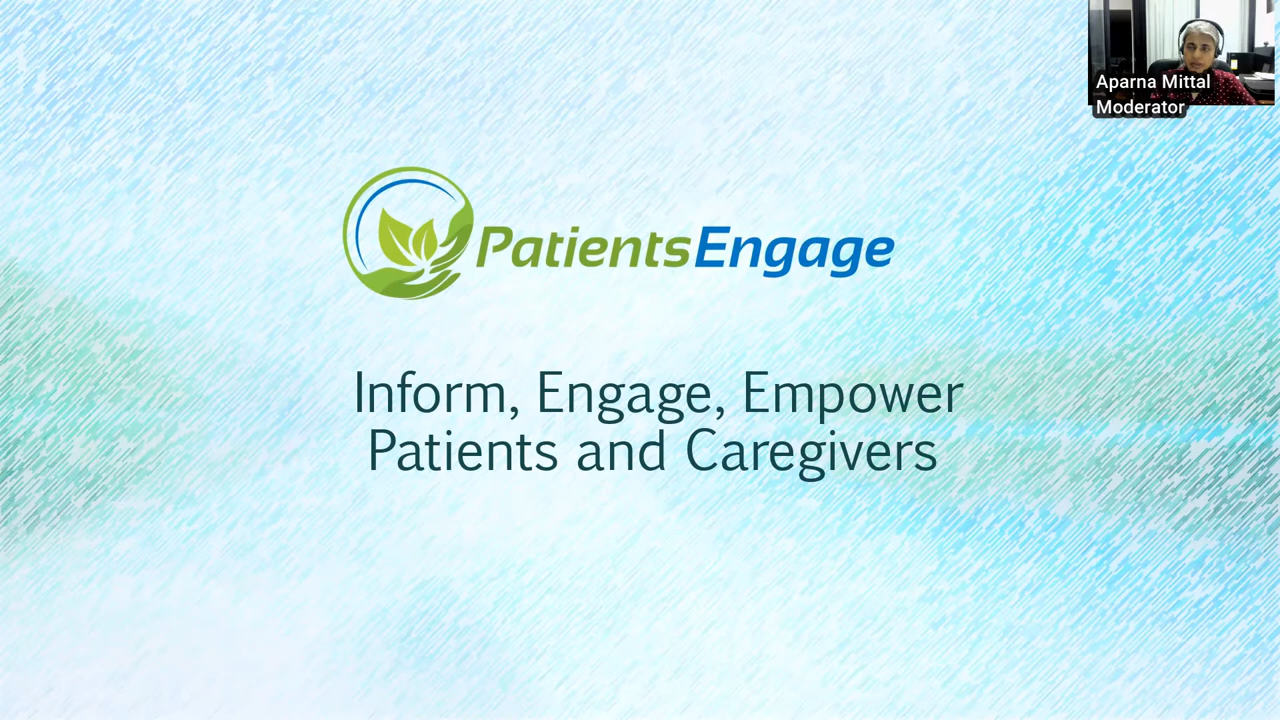 Aparna Mittal
Moderator
PatientsEngage
Inform, Engage, Empower
Patients and Caregivers